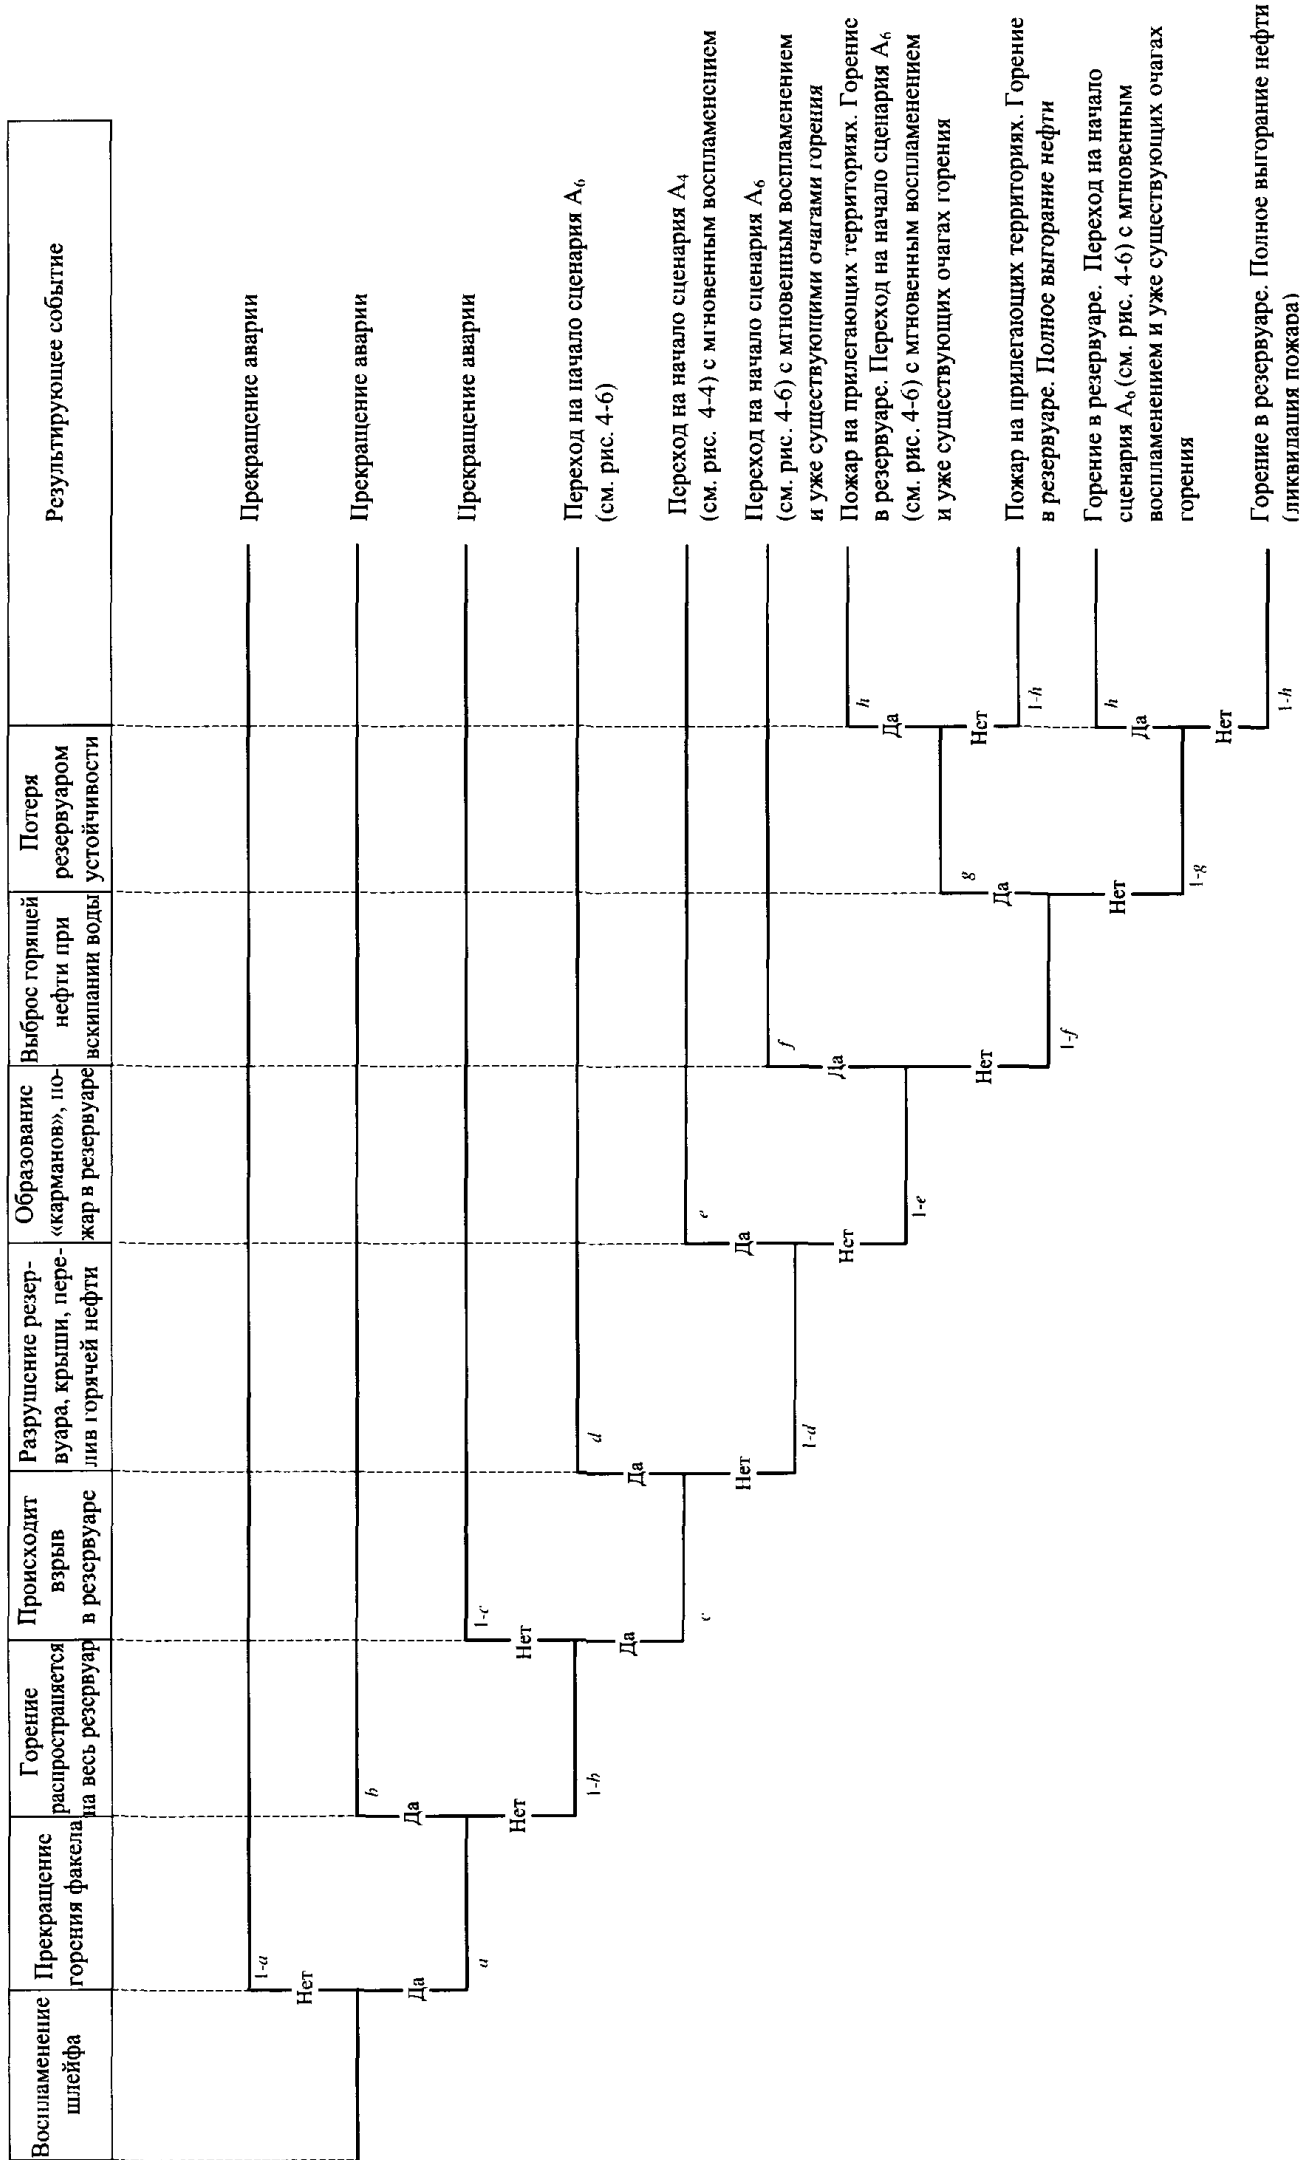 Воспламенение
шлейфа
Прекращение
горения факела
Горение
распространяется
на весь резервуар
Происходит
взрыв
в резервуаре
Разрушение резер-
вуара, крыши, пере-
лив горячей нефти
Образование
«карманов», по-
жар в резервуаре
Выброс горящей
нефти при
вскипании воды
Потеря
резервуаром
устойчивости
Результирующее событие
1-a
Нет
Да
a
b
Да
Нет
1-b
1-c
Нет
Да
c
d
Да
Нет
1-d
e
Да
Нет
1-e
f
Да
Нет
1-f
g
Да
Нет
1-g
h
Да
Нет
1-h
h
Да
Нет
1-h
Прекращение аварии
Прекращение аварии
Прекращение аварии
Переход на начало сценария А6
(см. рис. 4-6)
Переход на начало сценария А4
(см. рис. 4-4) с мгновенным воспламенением
Переход на начало сценария А6
(см. рис. 4-6) с мгновенным воспламенением
и уже существующими очагами горения
Пожар на прилегающих территориях. Горение
в резервуаре. Переход на начало сценария А6
(см. рис. 4-6) с мгновенным воспламенением
и уже существующих очагах горения
Пожар на прилегающих территориях. Горение
в резервуаре. Полное выгорание нефти
Горение в резервуаре. Переход на начало
сценария А6 (см. рис. 4-6) с мгновенным
воспламенением и уже существующих очагах
горения
Горение в резервуаре. Полное выгорание нефти
(ликвидация пожара)